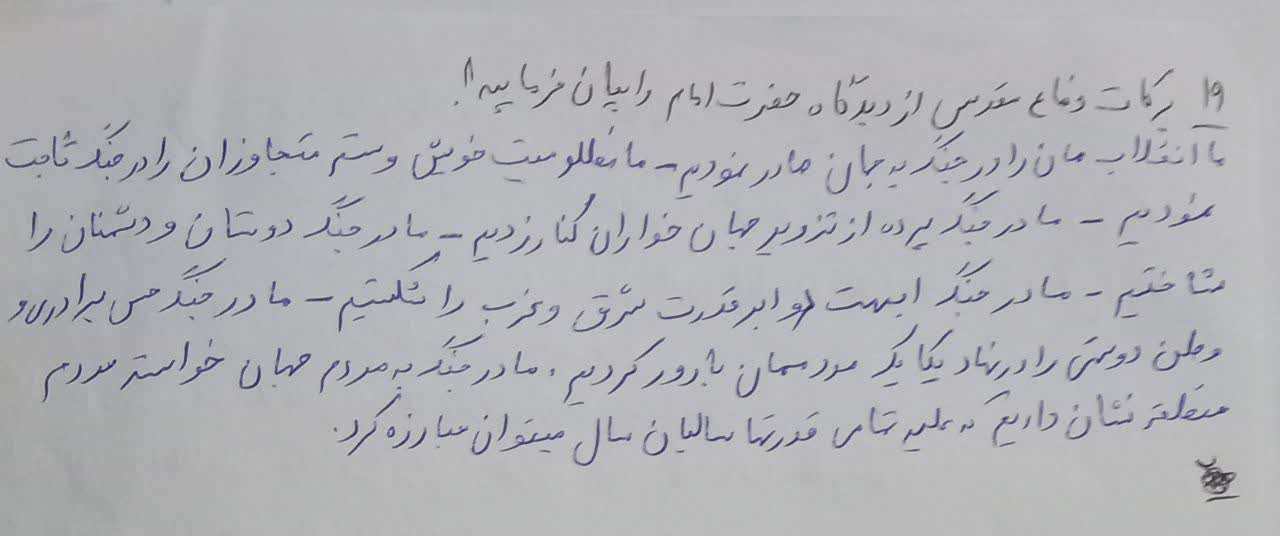 ۱۹ برکات دفاع مقدس از دیدگاه حضرت امام را بیان فرمایید؟
ما انقلاب مان را در جنگ به جهان صادر نمودیم - ما مظلومیت خویش و ستم متجاوزان را در جنگ ثابت
نمودیم - ما در جنگ پرده از تزویر جهان خواران کنار زدیم - ما در جنگ دوستان و دشمنان را
شناختیم - ما در جنگ ابهت دو ابر قدرت شرق و غرب را شکستیم - ما در جنگ حس برادری و
وطن دوستی را در نهاد یکایک مردممان بارور کردیم. ما در جنگ به مردم جهان خواسته مردم
منطقه نشان دادیم که علیه تمامی قدرتها سالیان سال میتوان مبارزه کرد.